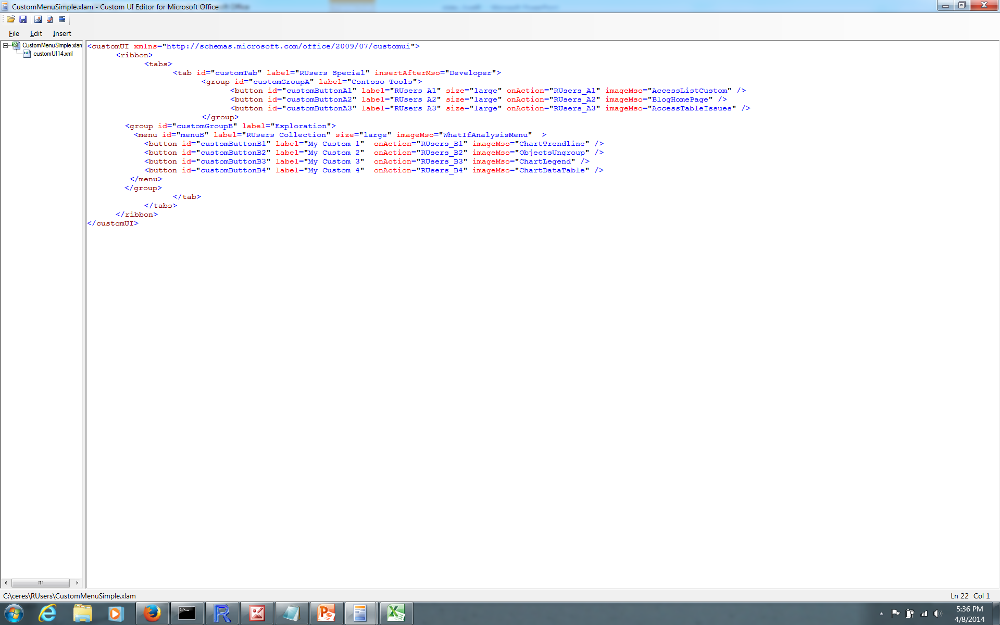 CustomMenuSimple.xlam - Custom UI Editor for Microsoft Office
File Edit Insert
CustomMenuSimple.xlam
customUI14.xml
<customUI xmlns="http://schemas.microsoft.com/office/2009/07/customui">
<ribbon>
<tabs>
<tab id="customTab" label="RUsers Special" insertAfterMso="Developer">
<group id="customGroupA" label="Contoso Tools">
<button id="customButtonA1" label="RUsers A1" size="large" onAction="RUsers_A1" imageMso="AccessListCustom" />
<button id="customButtonA2" label="RUsers A2" size="large" onAction="RUsers_A2" imageMso="BlogHomePage" />
<button id="customButtonA3" label="RUsers A3" size="large" onAction="RUsers_A3" imageMso="AccessTableIssues" />
</group>
<group id="customGroupB" label="Exploration">
<menu id="menuB" label="RUsers Collection" size="large" imageMso="WhatIfAnalysisMenu"  >
<button id="customButtonB1" label="My Custom 1"  onAction="RUsers_B1" imageMso="ChartTrendline" />
<button id="customButtonB2" label="My Custom 2"  onAction="RUsers_B2" imageMso="ObjectsUngroup" />
<button id="customButtonB3" label="My Custom 3"  onAction="RUsers_B3" imageMso="ChartLegend" />
<button id="customButtonB4" label="My Custom 4"  onAction="RUsers_B4" imageMso="ChartDataTable" />
</menu>
</group>
</tab>
</tabs>
</ribbon>
</customUI>
C:\ceres\RUsers\CustomMenuSimple.xlam
Ln 22 Col 1
5:36 PM
4/8/2014